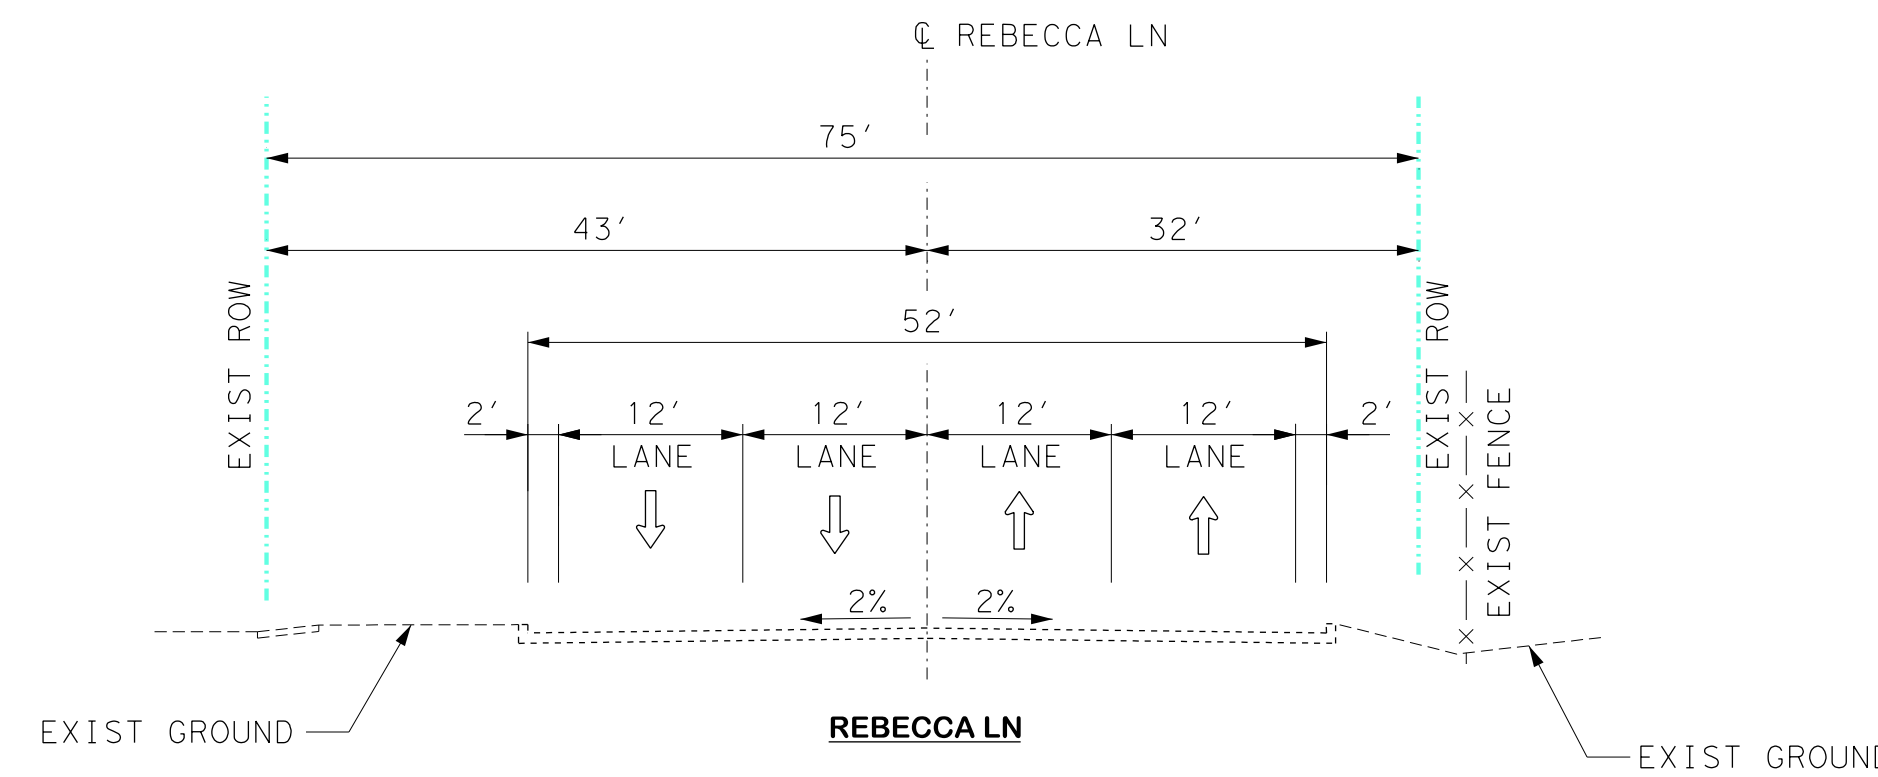 ℄ REBECCA LN
75'
43'
32'
EXIST ROW
EXIST ROW
52'
2'
12'
12'
12'
12'
2'
LANE
LANE
LANE
LANE
EXIST FENCE
2%
2%
EXIST GROUND
REBECCA LN
EXIST GROUND